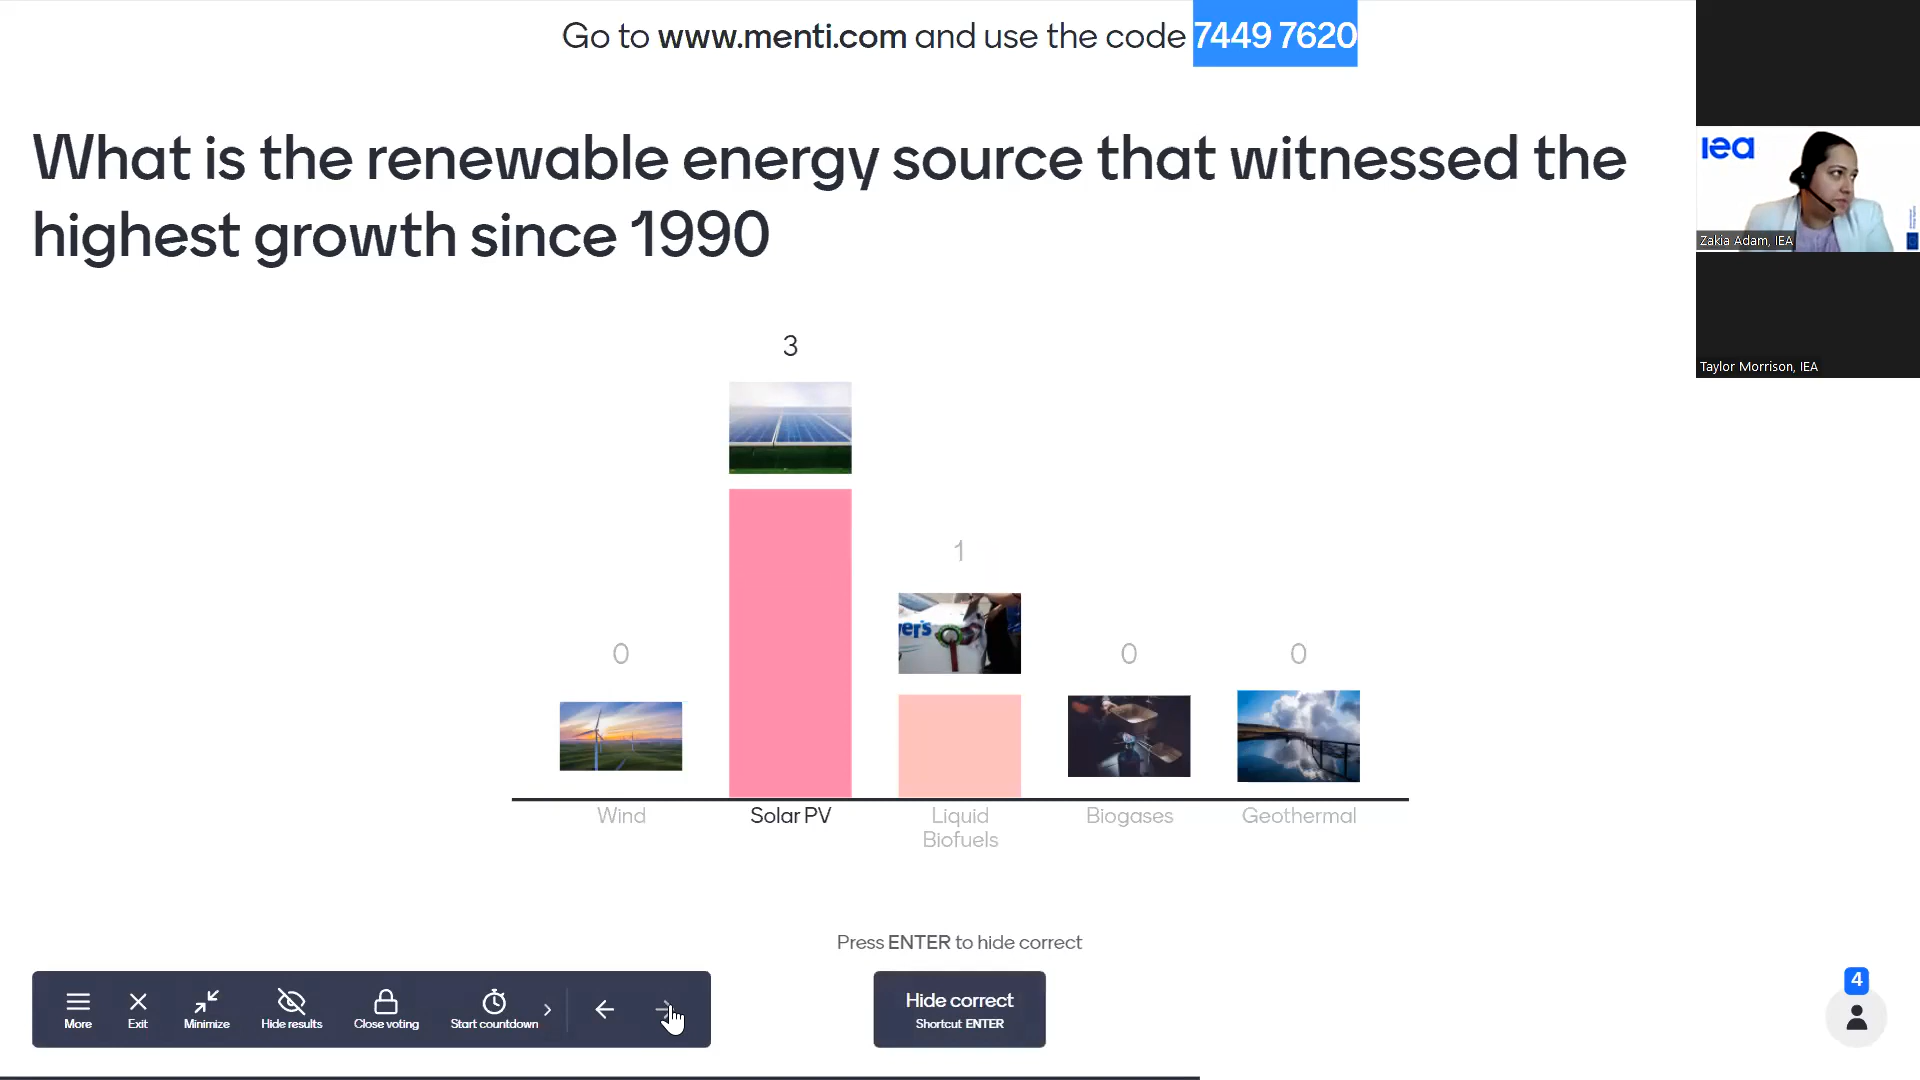 Go to www.menti.com and use the code 7449 7620
What is the renewable energy source that witnessed the
highest growth since 1990
iea
Zakia Adam, IEA
Taylor Morrison, IEA
3
1
0
0
0
ver's
Wind
Solar PV
Liquid
Biofuels
Biogases
Geothermal
Press ENTER to hide correct
More
Exit
Minimize
Hide results
Close voting
Start countdown
Hide correct
Shortcut ENTER
4